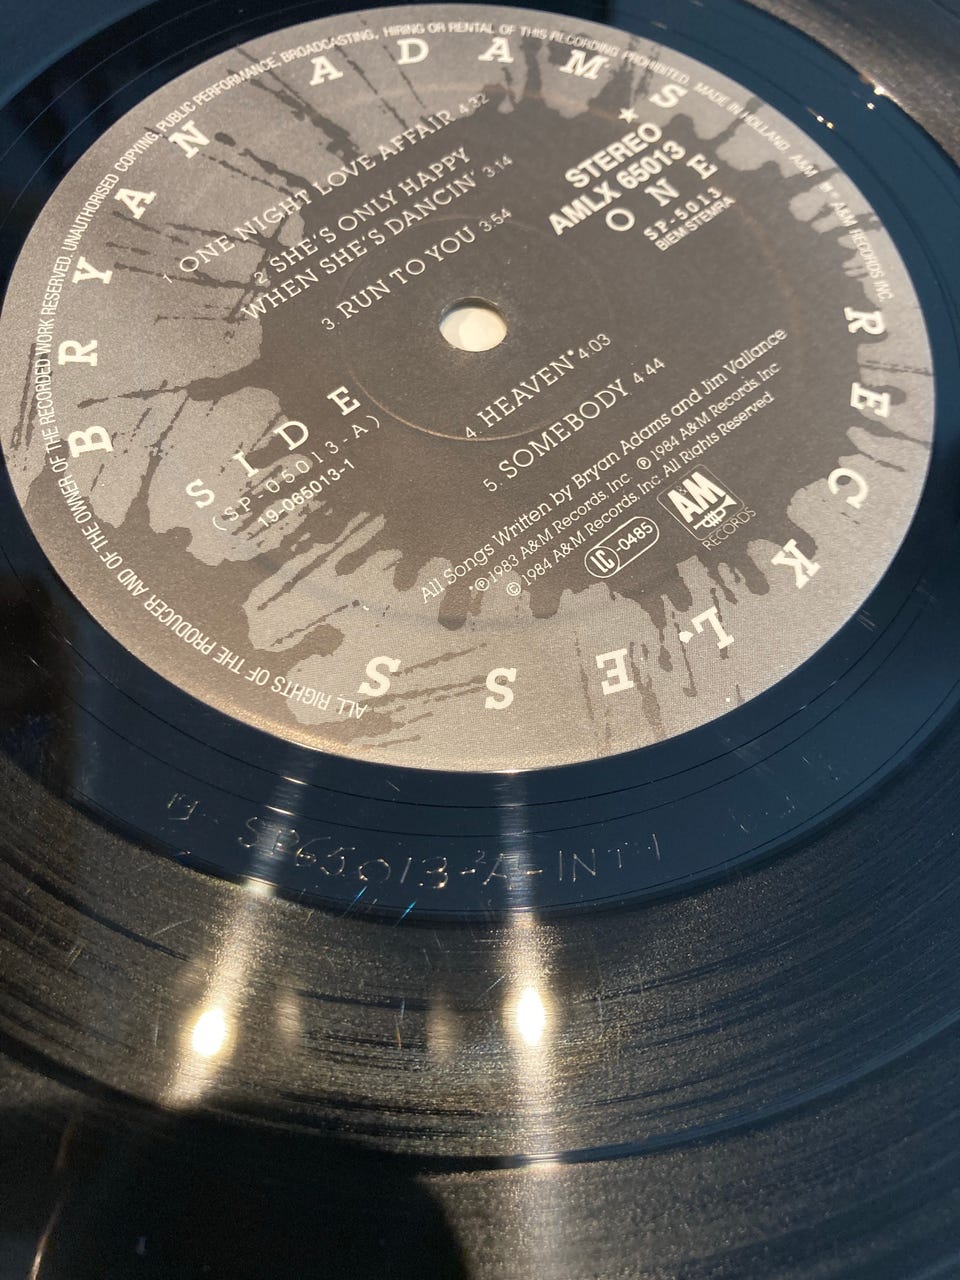 BRYAN ADAMS
RECKLESS
1 ONE NIGHT LOVE AFFAIR 4.32
2 SHE'S ONLY HAPPY
WHEN SHE'S DANCIN' 3.14
3. RUN TO YOU 3.54
4. HEAVEN* 4.03
5. SOMEBODY 4.44
STEREO
AMLX 65013
ONE
SP-5013
BIEM STEMRA
SIDE
(SP-05013-A)
19-065013-1
All Songs Written by Bryan Adams and Jim Vallance
*℗1983 A&M Records, Inc. ℗ 1984 A&M Records Inc
© 1984 A&M Records, Inc. All Rights Reserved
LC-0485
A&M
RECORDS
ALL RIGHTS OF THE PRODUCER AND OF THE OWNER OF THE RECORDED WORK RESERVED. UNAUTHORISED COPYING, PUBLIC PERFORMANCE, BROADCASTING, HIRING OR RENTAL OF THIS RECORDING PROHIBITED. MADE IN HOLLAND. A&M RECORDS INC.